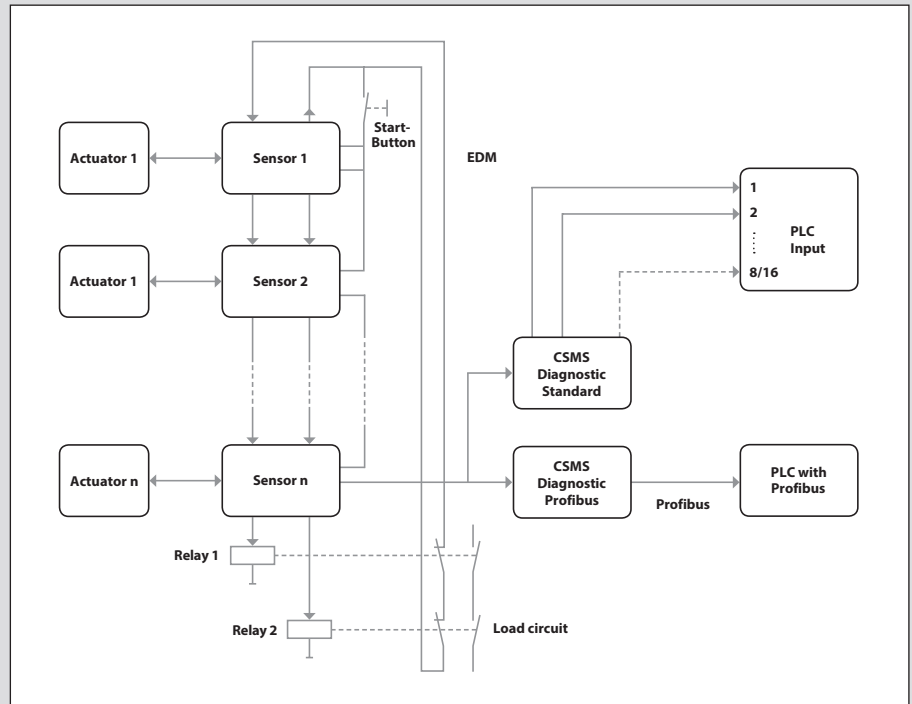 Start-
Button
Actuator 1
Sensor 1
EDM
1
2
PLC
Input
8/16
Actuator 1
Sensor 2
CSMS
Diagnostic
Standard
Actuator n
Sensor n
CSMS
Diagnostic
Profibus
Profibus
PLC with
Profibus
Relay 1
Relay 2
Load circuit